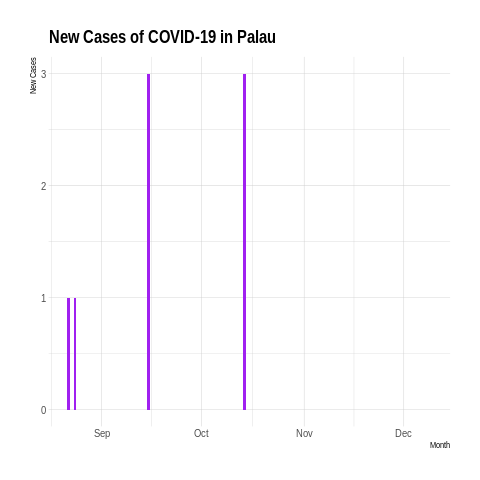 New Cases of COVID-19 in Palau
New Cases
3
2
1
0
Sep Oct Nov Dec
Month